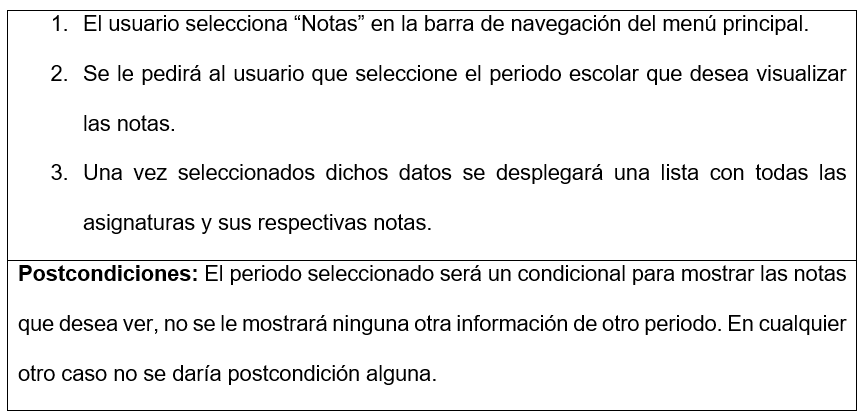 1. El usuario selecciona “Notas” en la barra de navegación del menú principal.
2. Se le pedirá al usuario que seleccione el periodo escolar que desea visualizar
las notas.
3. Una vez seleccionados dichos datos se desplegará una lista con todas las
asignaturas y sus respectivas notas.
Postcondiciones: El periodo seleccionado será un condicional para mostrar las notas
que desea ver, no se le mostrará ninguna otra información de otro periodo. En cualquier
otro caso no se daría postcondición alguna.